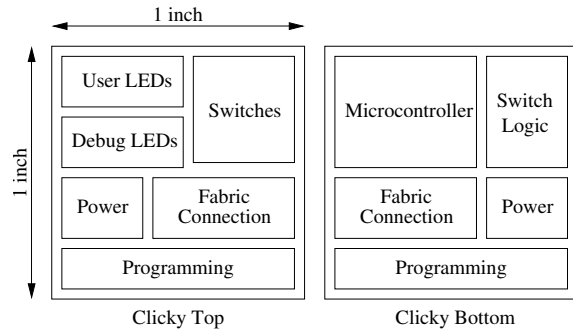 1 inch
1 inch
User LEDs
Debug LEDs
Switches
Power
Fabric
Connection
Programming
Clicky Top
Microcontroller
Switch
Logic
Fabric
Connection
Power
Programming
Clicky Bottom